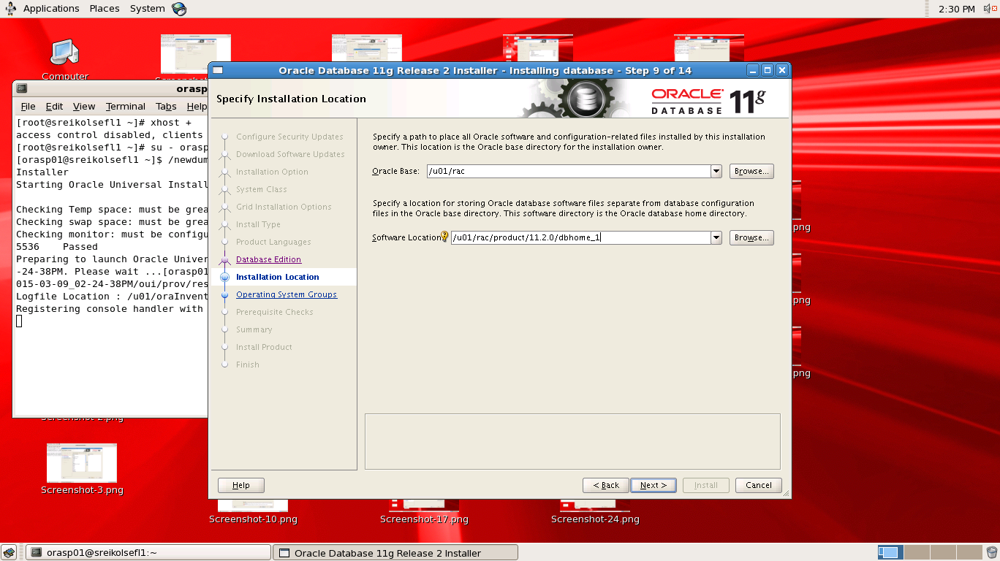 Applications Places System
2:30 PM
Computer
orasp
File Edit View Terminal Tabs Help
[root@sreikolsefl1 ~]# xhost +
access control disabled, clients
[root@sreikolsefl1 ~]# su - orasp
[orasp01@sreikolsefl1 ~]$ /newdum
Installer
Starting Oracle Universal Install
Checking Temp space: must be grea
Checking swap space: must be grea
Checking monitor: must be configu
5536 Passed
Preparing to launch Oracle Univer
-24-38PM. Please wait ...[orasp01
015-03-09_02-24-38PM/oui/prov/res
Logfile Location : /u01/oraInvent
Registering console handler with
Oracle Database 11g Release 2 Installer - Installing database - Step 9 of 14
Specify Installation Location
ORACLE
DATABASE 11g
Configure Security Updates
Download Software Updates
Installation Option
System Class
Grid Installation Options
Install Type
Product Languages
Database Edition
Installation Location
Operating System Groups
Prerequisite Checks
Summary
Install Product
Finish
Specify a path to place all Oracle software and configuration-related files installed by this installation
owner. This location is the Oracle base directory for the installation owner.
Oracle Base: /u01/rac Browse...
Specify a location for storing Oracle database software files separate from database configuration
files in the Oracle base directory. This software directory is the Oracle database home directory.
Software Location: /u01/rac/product/11.2.0/dbhome_1 Browse...
Help < Back Next > Install Cancel
png
png
png
Screenshot-2.png
Screenshot-3.png
Screenshot-10.png
Screenshot-17.png
Screenshot-24.png
orasp01@sreikolsefl1:~
Oracle Database 11g Release 2 Installer